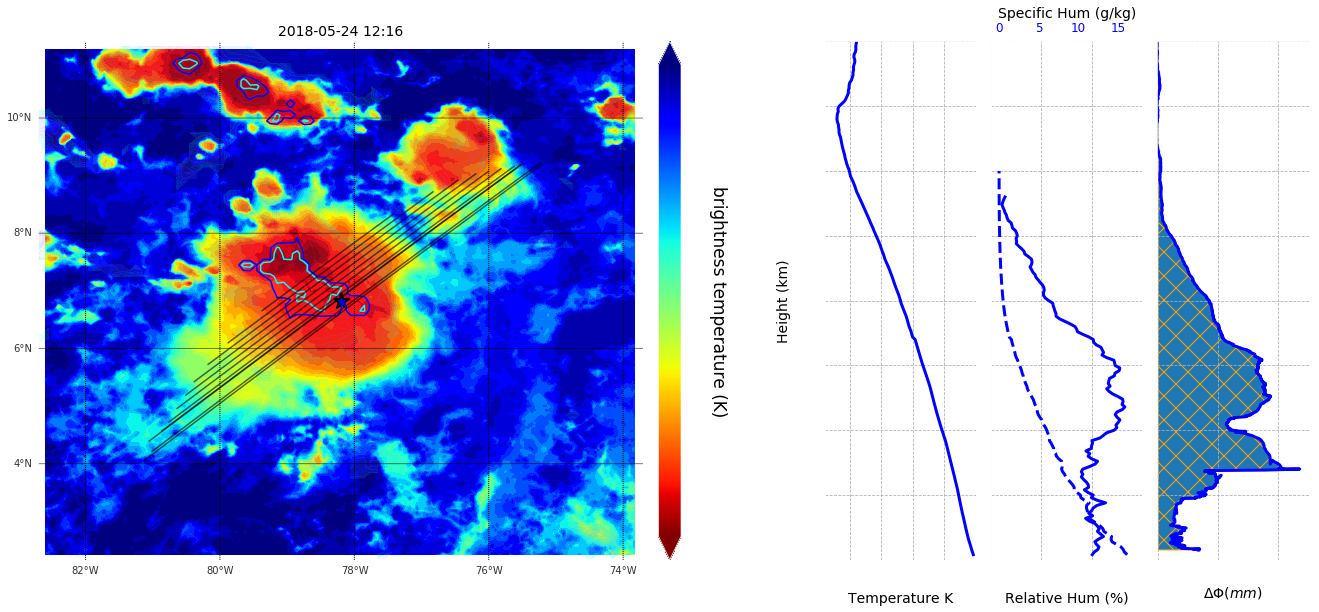 2018-05-24 12:16
10°N
8°N
6°N
4°N
82°W 80°W 78°W 76°W 74°W
brightness temperature (K)
Height (km)
Temperature K
Specific Hum (g/kg)
0 5 10 15
Relative Hum (%)
ΔΦ(mm)